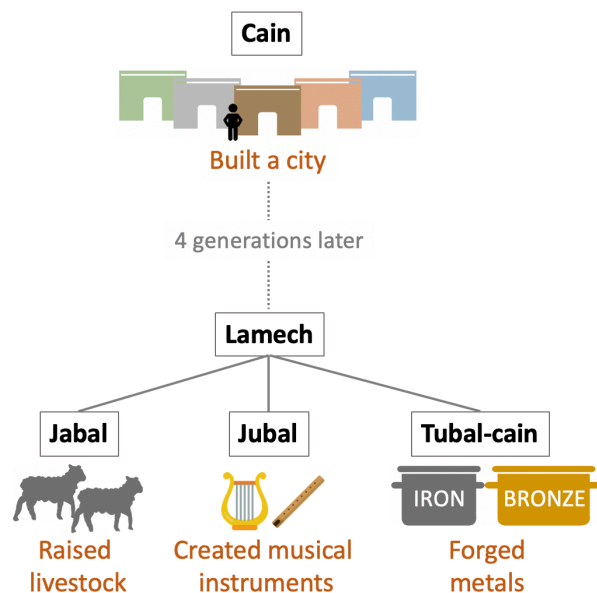 Cain
Built a city
4 generations later
Lamech
Jabal
Jubal
Tubal-cain
IRON
BRONZE
Raised
livestock
Created musical
instruments
Forged
metals